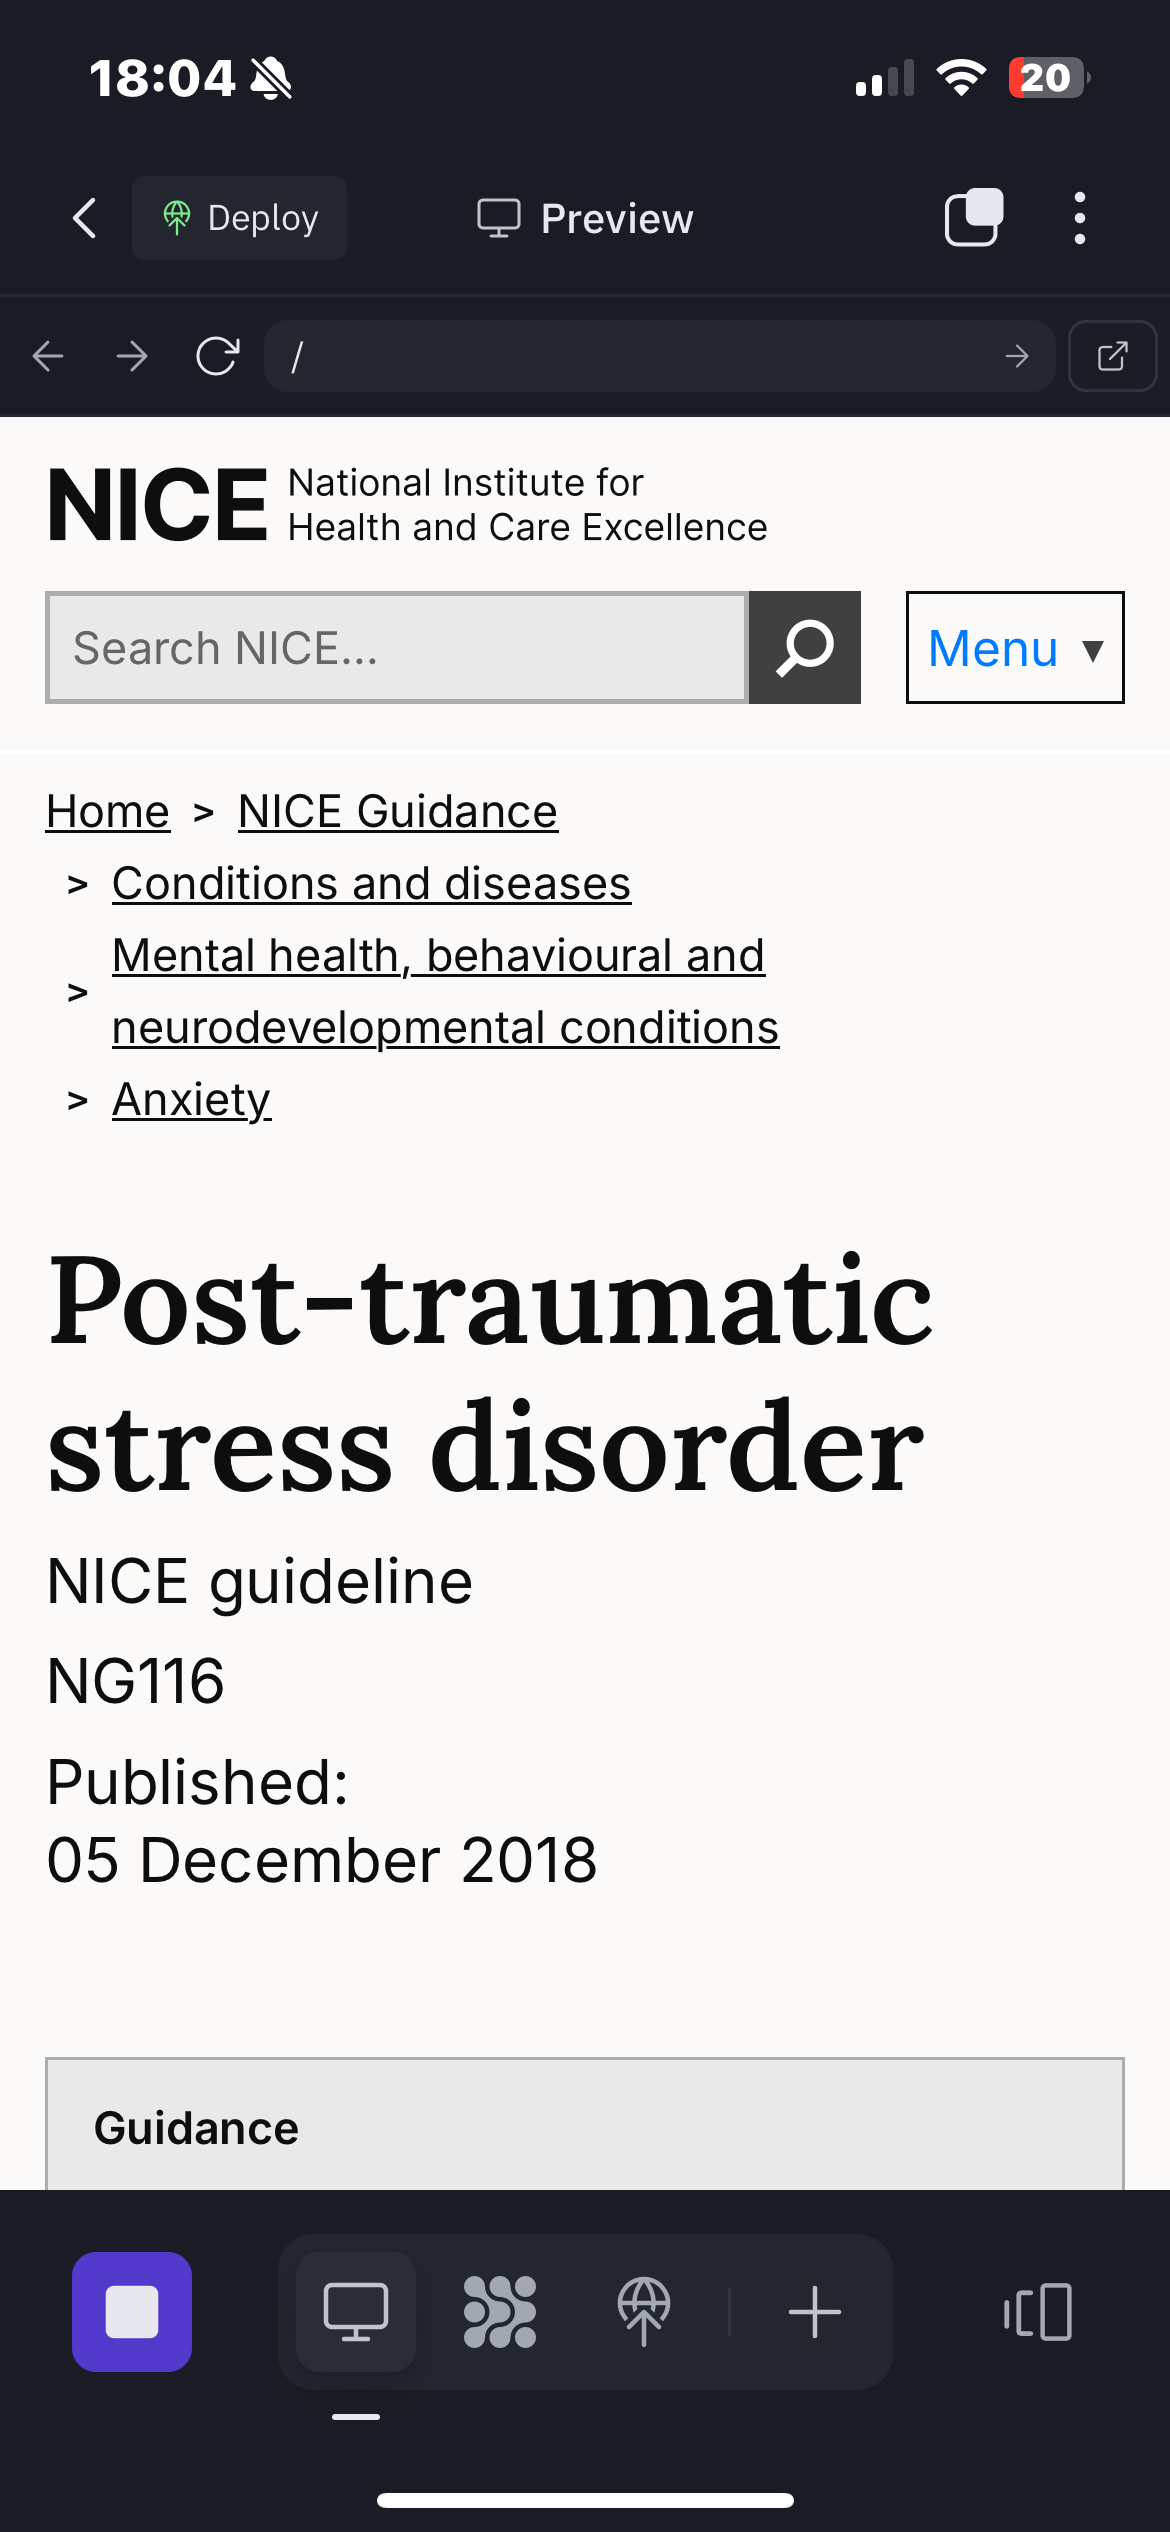 18:04
20
Deploy
Preview
/
NICE National Institute for
Health and Care Excellence
Search NICE...
Menu ▼
Home > NICE Guidance
> Conditions and diseases
> Mental health, behavioural and
neurodevelopmental conditions
> Anxiety
Post-traumatic
stress disorder
NICE guideline
NG116
Published:
05 December 2018
Guidance